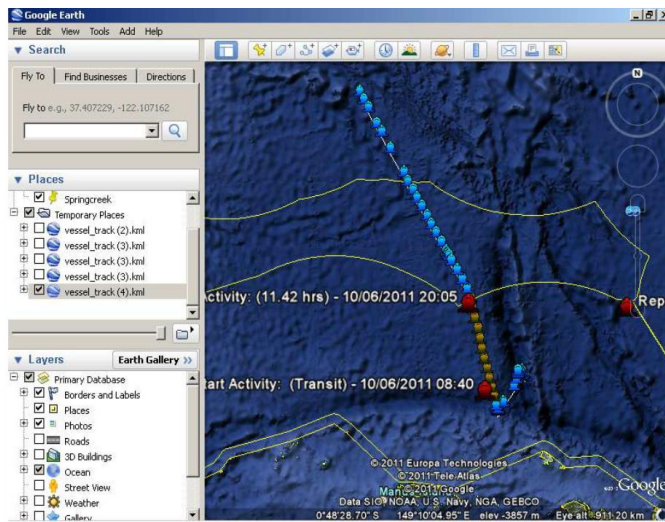 Google Earth
File Edit View Tools Add Help
Search
Fly To Find Businesses Directions
Fly to e.g., 37.407229, -122.107162
Places
Springcreek
Temporary Places
vessel_track (2).kml
vessel_track (3).kml
vessel_track (3).kml
vessel_track (3).kml
vessel_track (4).kml
Layers
Earth Gallery >>
Primary Database
Borders and Labels
Places
Photos
Roads
3D Buildings
Ocean
Street View
Weather
Gallery
N
ctivity: (11.42 hrs) - 10/06/2011 20:05
Rep
art Activity: (Transit) - 10/06/2011 08:40
© 2011 Europa Technologies
© 2011 Tele Atlas
© 2011 Google
Data SIO, NOAA, U.S. Navy, NGA, GEBCO
Google
0°48'28.70" S 149°10'04.95" E elev -3857 m Eye alt 911.20 km